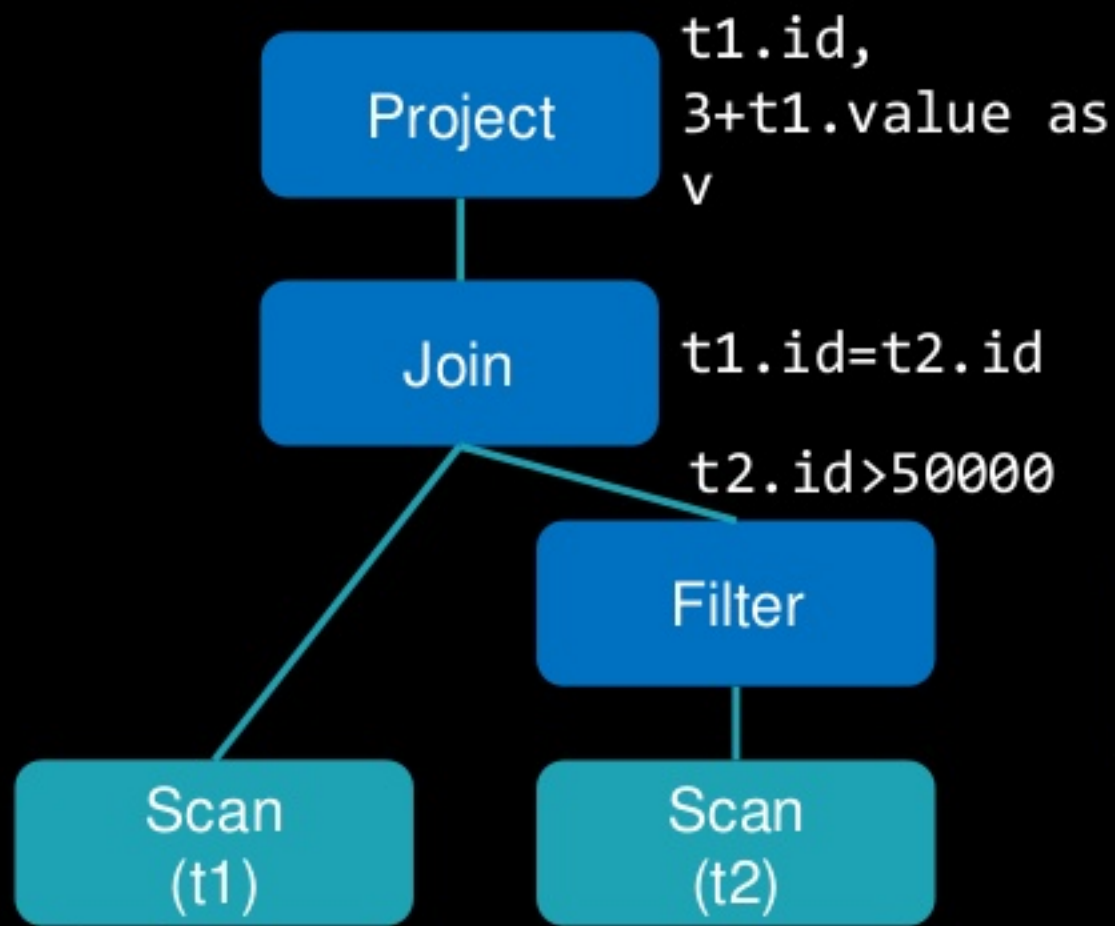 Project
t1.id,
3+t1.value as
v
Join
t1.id=t2.id
t2.id>50000
Filter
Scan
(t1)
Scan
(t2)